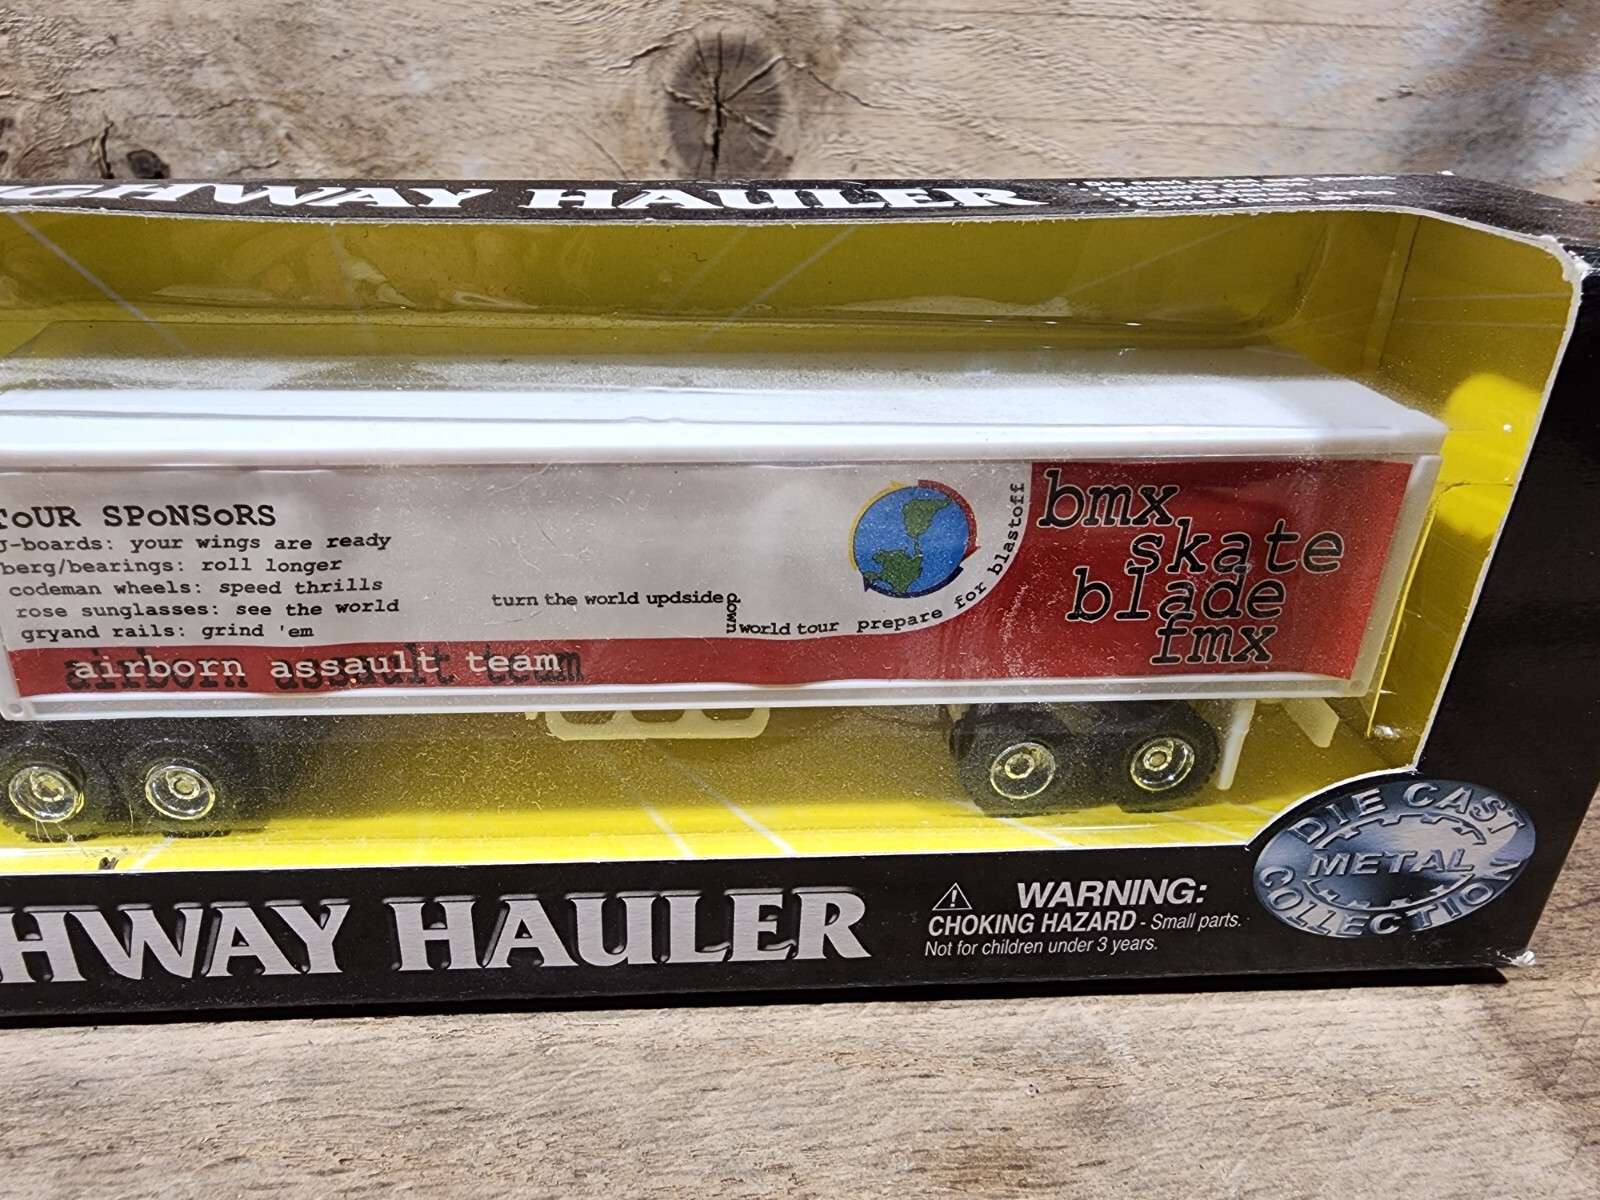 HIGHWAY HAULER
TOUR SPONSORS
J-boards: your wings are ready
berg/bearings: roll longer
codeman wheels: speed thrills
rose sunglasses: see the world
gryand rails: grind 'em
airborn assault team
turn the world updside down
world tour prepare for blastoff
bmx
skate
blade
fmx
HWAY HAULER
WARNING:
CHOKING HAZARD - Small parts.
Not for children under 3 years.
DIE CAST
METAL
COLLECTION